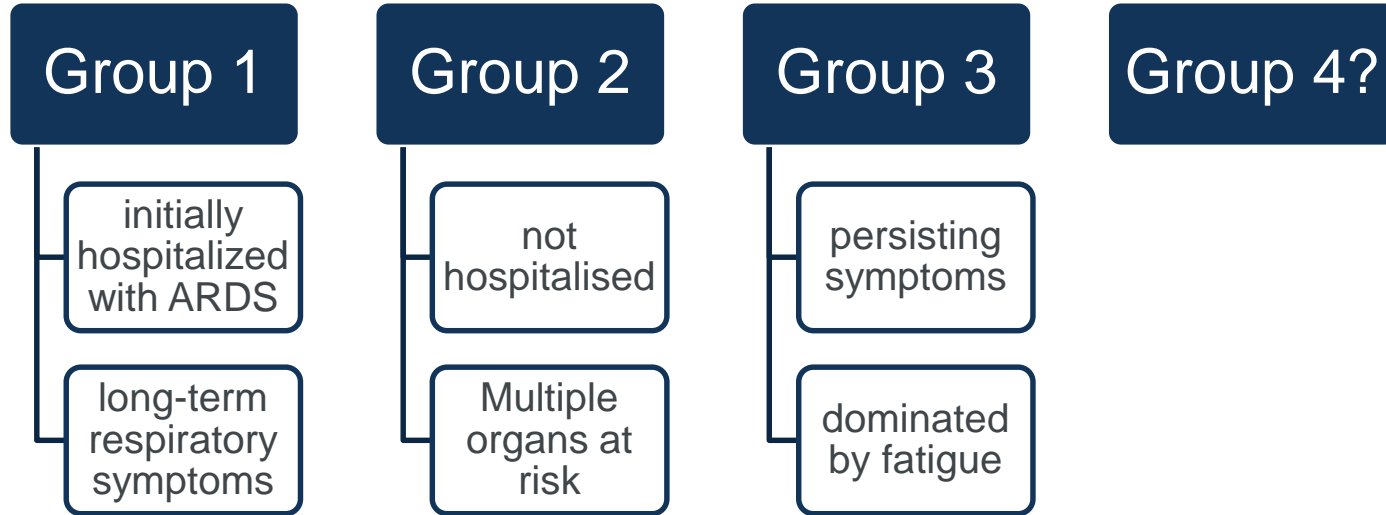 Group 1
initially
hospitalized
with ARDS
long-term
respiratory
symptoms
Group 2
not
hospitalised
Multiple
organs at
risk
Group 3
persisting
symptoms
dominated
by fatigue
Group 4?